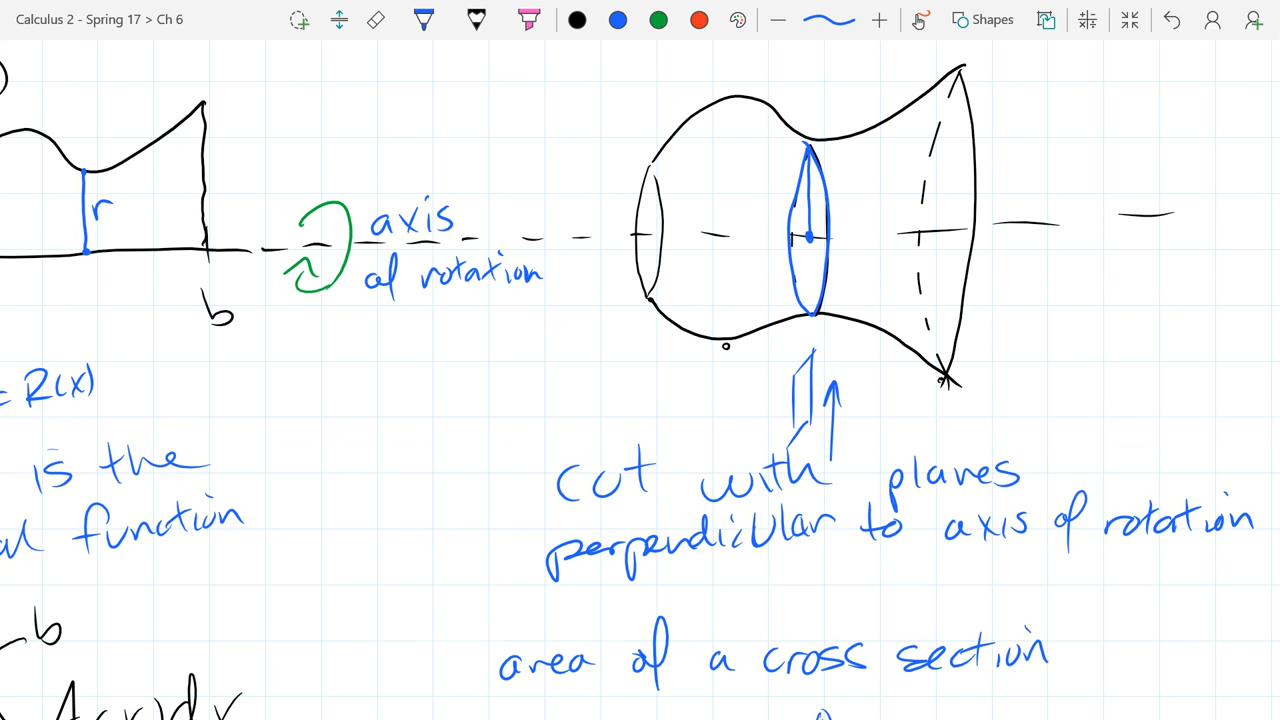 Calculus 2 - Spring 17 > Ch 6
Shapes
r
axis
of rotation
b
= R(x)
is the
function
cut with planes
perpendicular to axis of rotation
b
area of a cross section